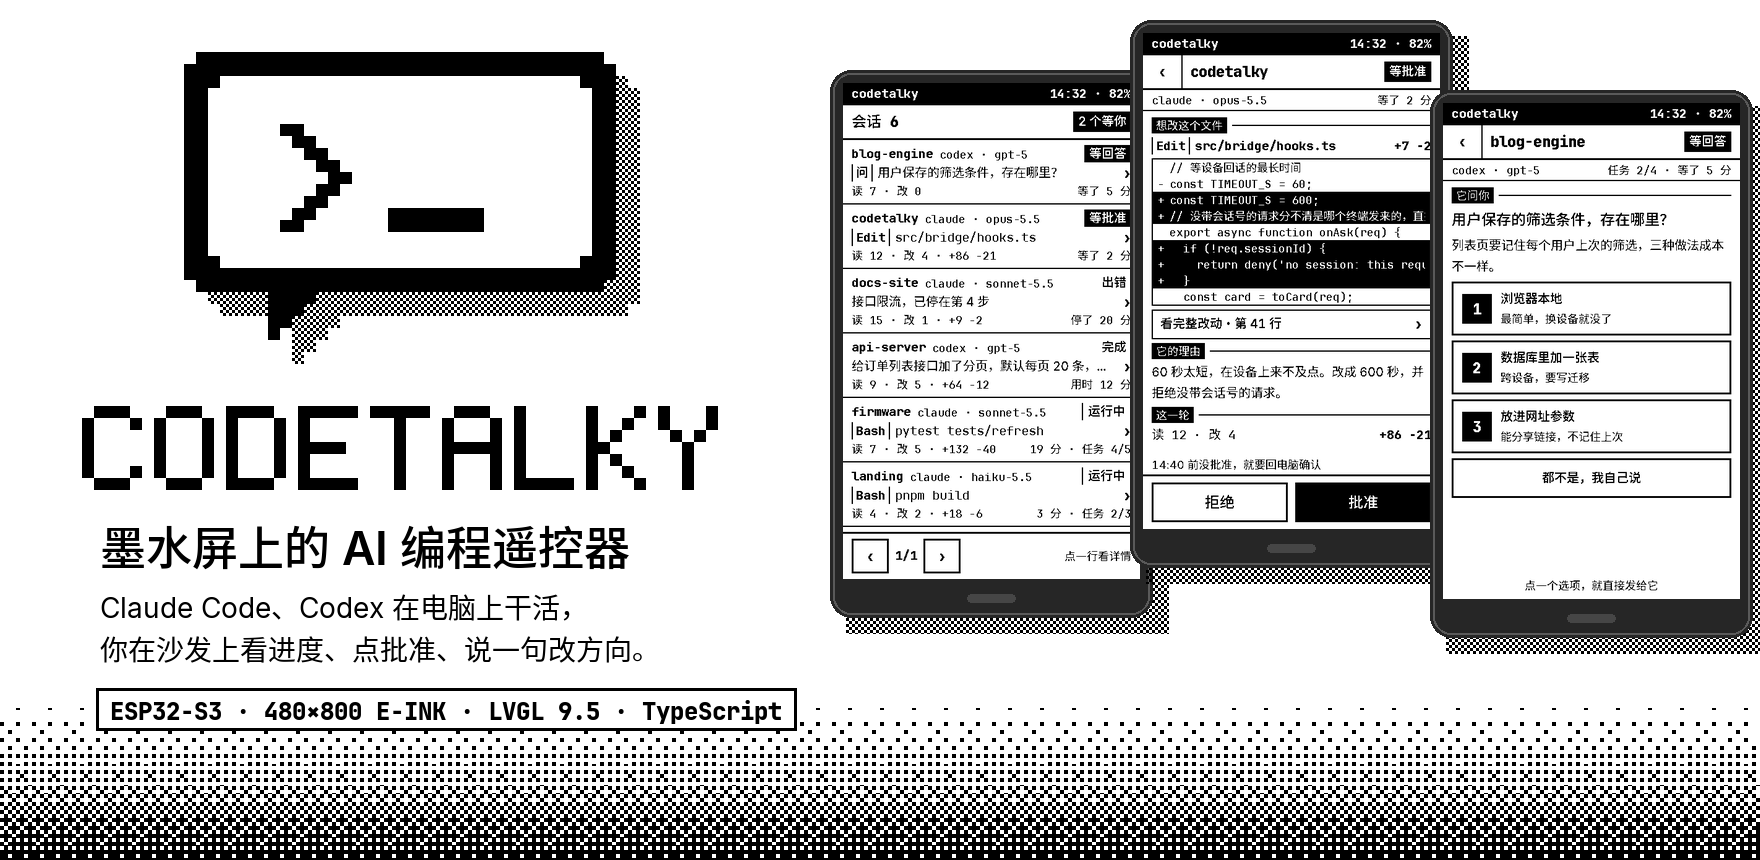 >_
CODETALKY
墨水屏上的 AI 编程遥控器
Claude Code、Codex 在电脑上干活，
你在沙发上看进度、点批准、说一句改方向。
ESP32-S3 · 480×800 E-INK · LVGL 9.5 · TypeScript
codetalky 14:32 · 82%
会话 6 2 个等你
blog-engine codex · gpt-5 等回答
问 用户保存的筛选条件，存在哪里？ ›
读 7 · 改 0 等了 5 分
codetalky claude · opus-5.5 等批准
Edit src/bridge/hooks.ts ›
读 12 · 改 4 · +86 -21 等了 2 分
docs-site claude · sonnet-5.5 出错
接口限流，已停在第 4 步 ›
读 15 · 改 1 · +9 -2 停了 20 分
api-server codex · gpt-5 完成
给订单列表接口加了分页，默认每页 20 条，… ›
读 9 · 改 5 · +64 -12 用时 12 分
firmware claude · sonnet-5.5 运行中
Bash pytest tests/refresh ›
读 7 · 改 5 · +132 -40 19 分 · 任务 4/5
landing claude · haiku-5.5 运行中
Bash pnpm build ›
读 4 · 改 2 · +18 -6 3 分 · 任务 2/3
‹ 1/1 › 点一行看详情
codetalky 14:32 · 82%
‹ codetalky 等批准
claude · opus-5.5 等了 2 分
想改这个文件
Edit src/bridge/hooks.ts +7 -2
// 等设备回话的最长时间
- const TIMEOUT_S = 60;
+ const TIMEOUT_S = 600;
+ // 没带会话号的请求分不清是哪个终端发来的，直
export async function onAsk(req) {
+ if (!req.sessionId) {
+ return deny('no session: this requ
+ }
const card = toCard(req);
看完整改动 · 第 41 行 ›
它的理由
60 秒太短，在设备上来不及点。改成 600 秒，并
拒绝没带会话号的请求。
这一轮
读 12 · 改 4 +86 -21
14:40 前没批准，就要回电脑确认
拒绝 批准
codetalky 14:32 · 82%
‹ blog-engine 等回答
codex · gpt-5 任务 2/4 · 等了 5 分
它问你
用户保存的筛选条件，存在哪里？
列表页要记住每个用户上次的筛选，三种做法成本
不一样。
1 浏览器本地
最简单，换设备就没了
2 数据库里加一张表
跨设备，要写迁移
3 放进网址参数
能分享链接，不记住上次
都不是，我自己说
点一个选项，就直接发给它